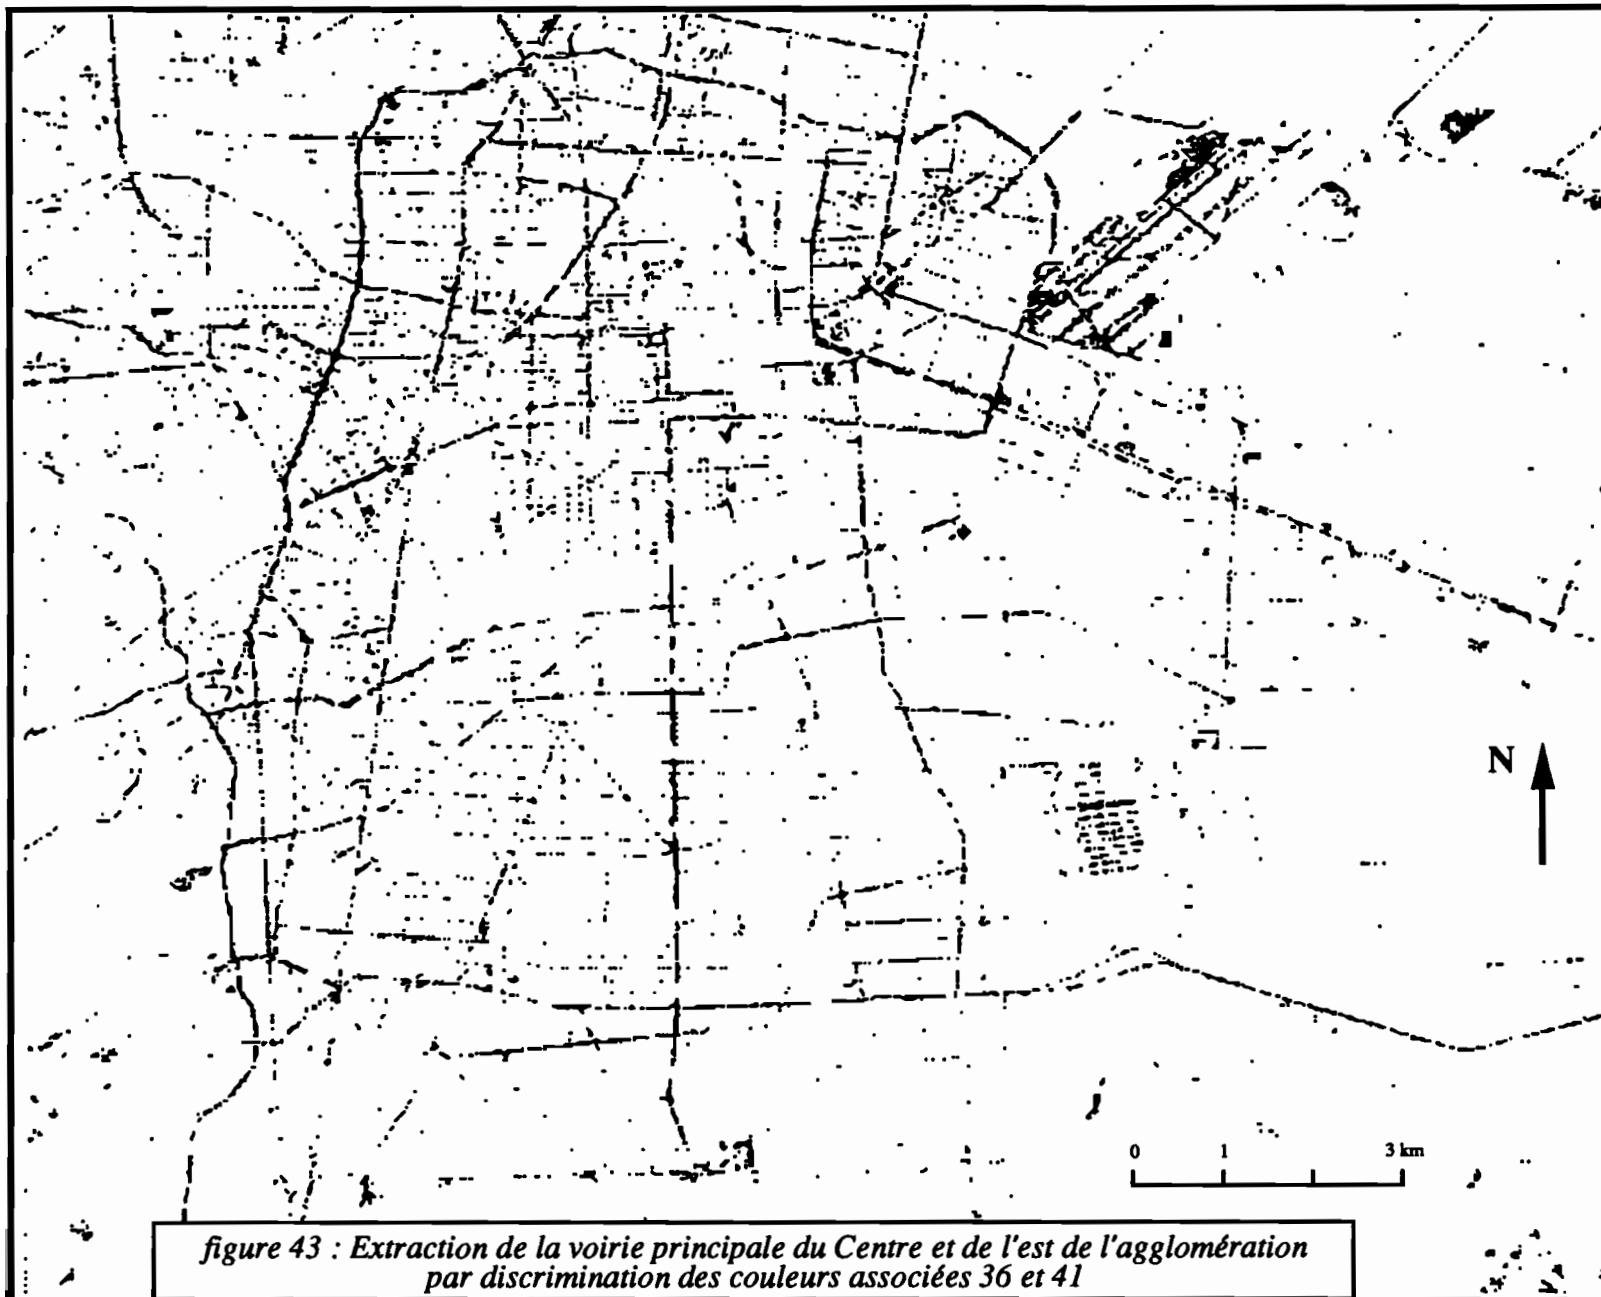 N
0 1 3 km
figure 43 : Extraction de la voirie principale du Centre et de l'est de l'agglomération
par discrimination des couleurs associées 36 et 41